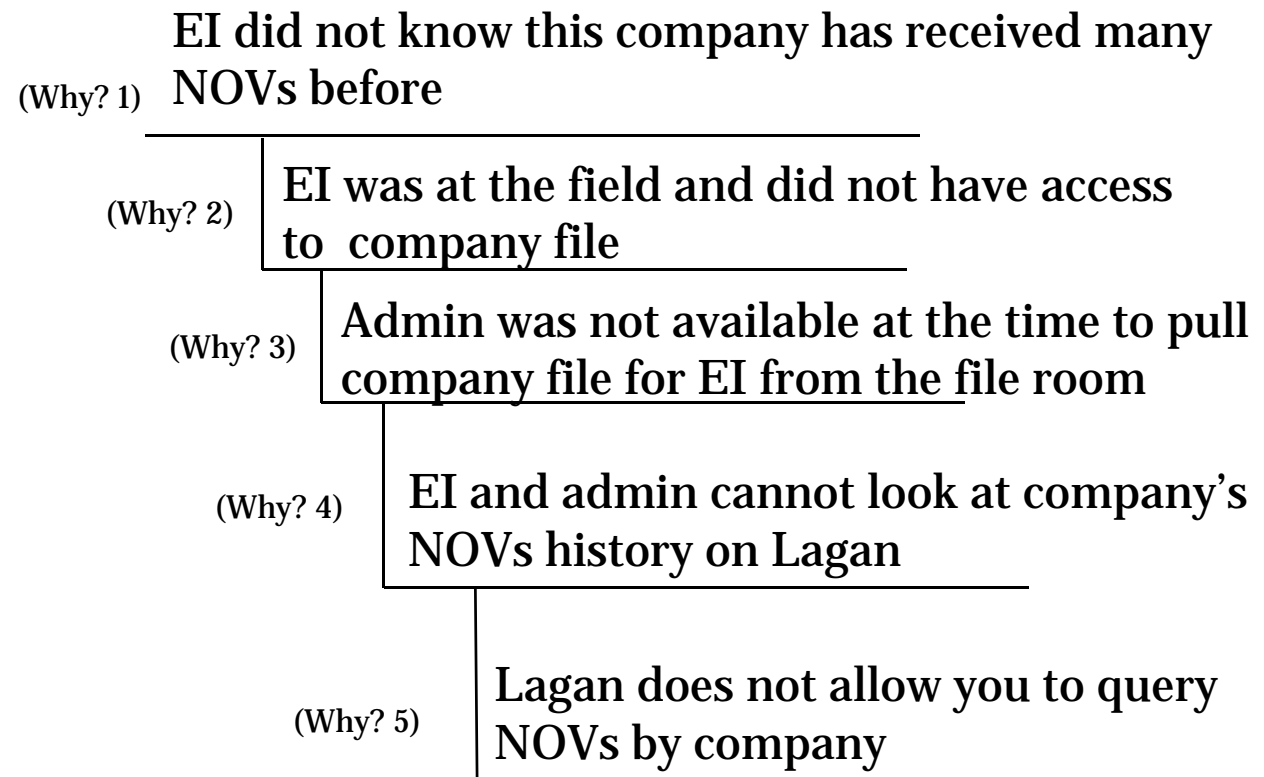 EI did not know this company has received many
(Why? 1) NOVs before
EI was at the field and did not have access
(Why? 2)
to company file
Admin was not available at the time to pull
(Why? 3)
company file for EI from the file room
EI and admin cannot look at company’s
(Why? 4)
NOVs history on Lagan
Lagan does not allow you to query
(Why? 5)
NOVs by company